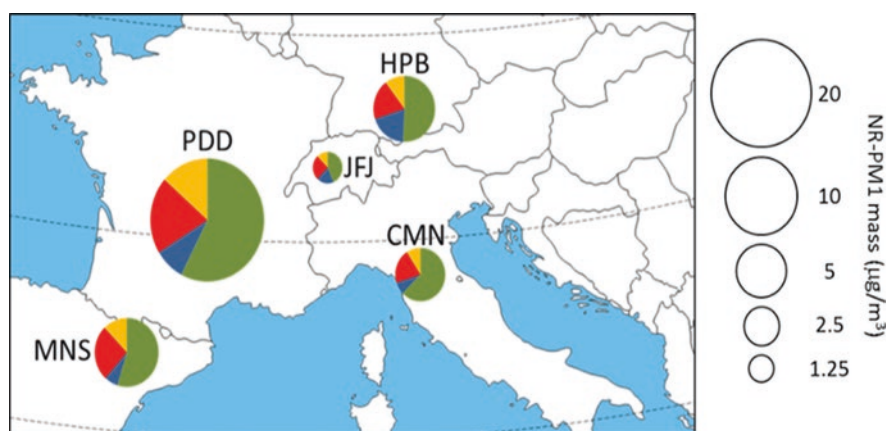 HPB
PDD
JFJ
CMN
MNS
20
10
5
2.5
1.25
NR-PM1 mass (µg/m³)